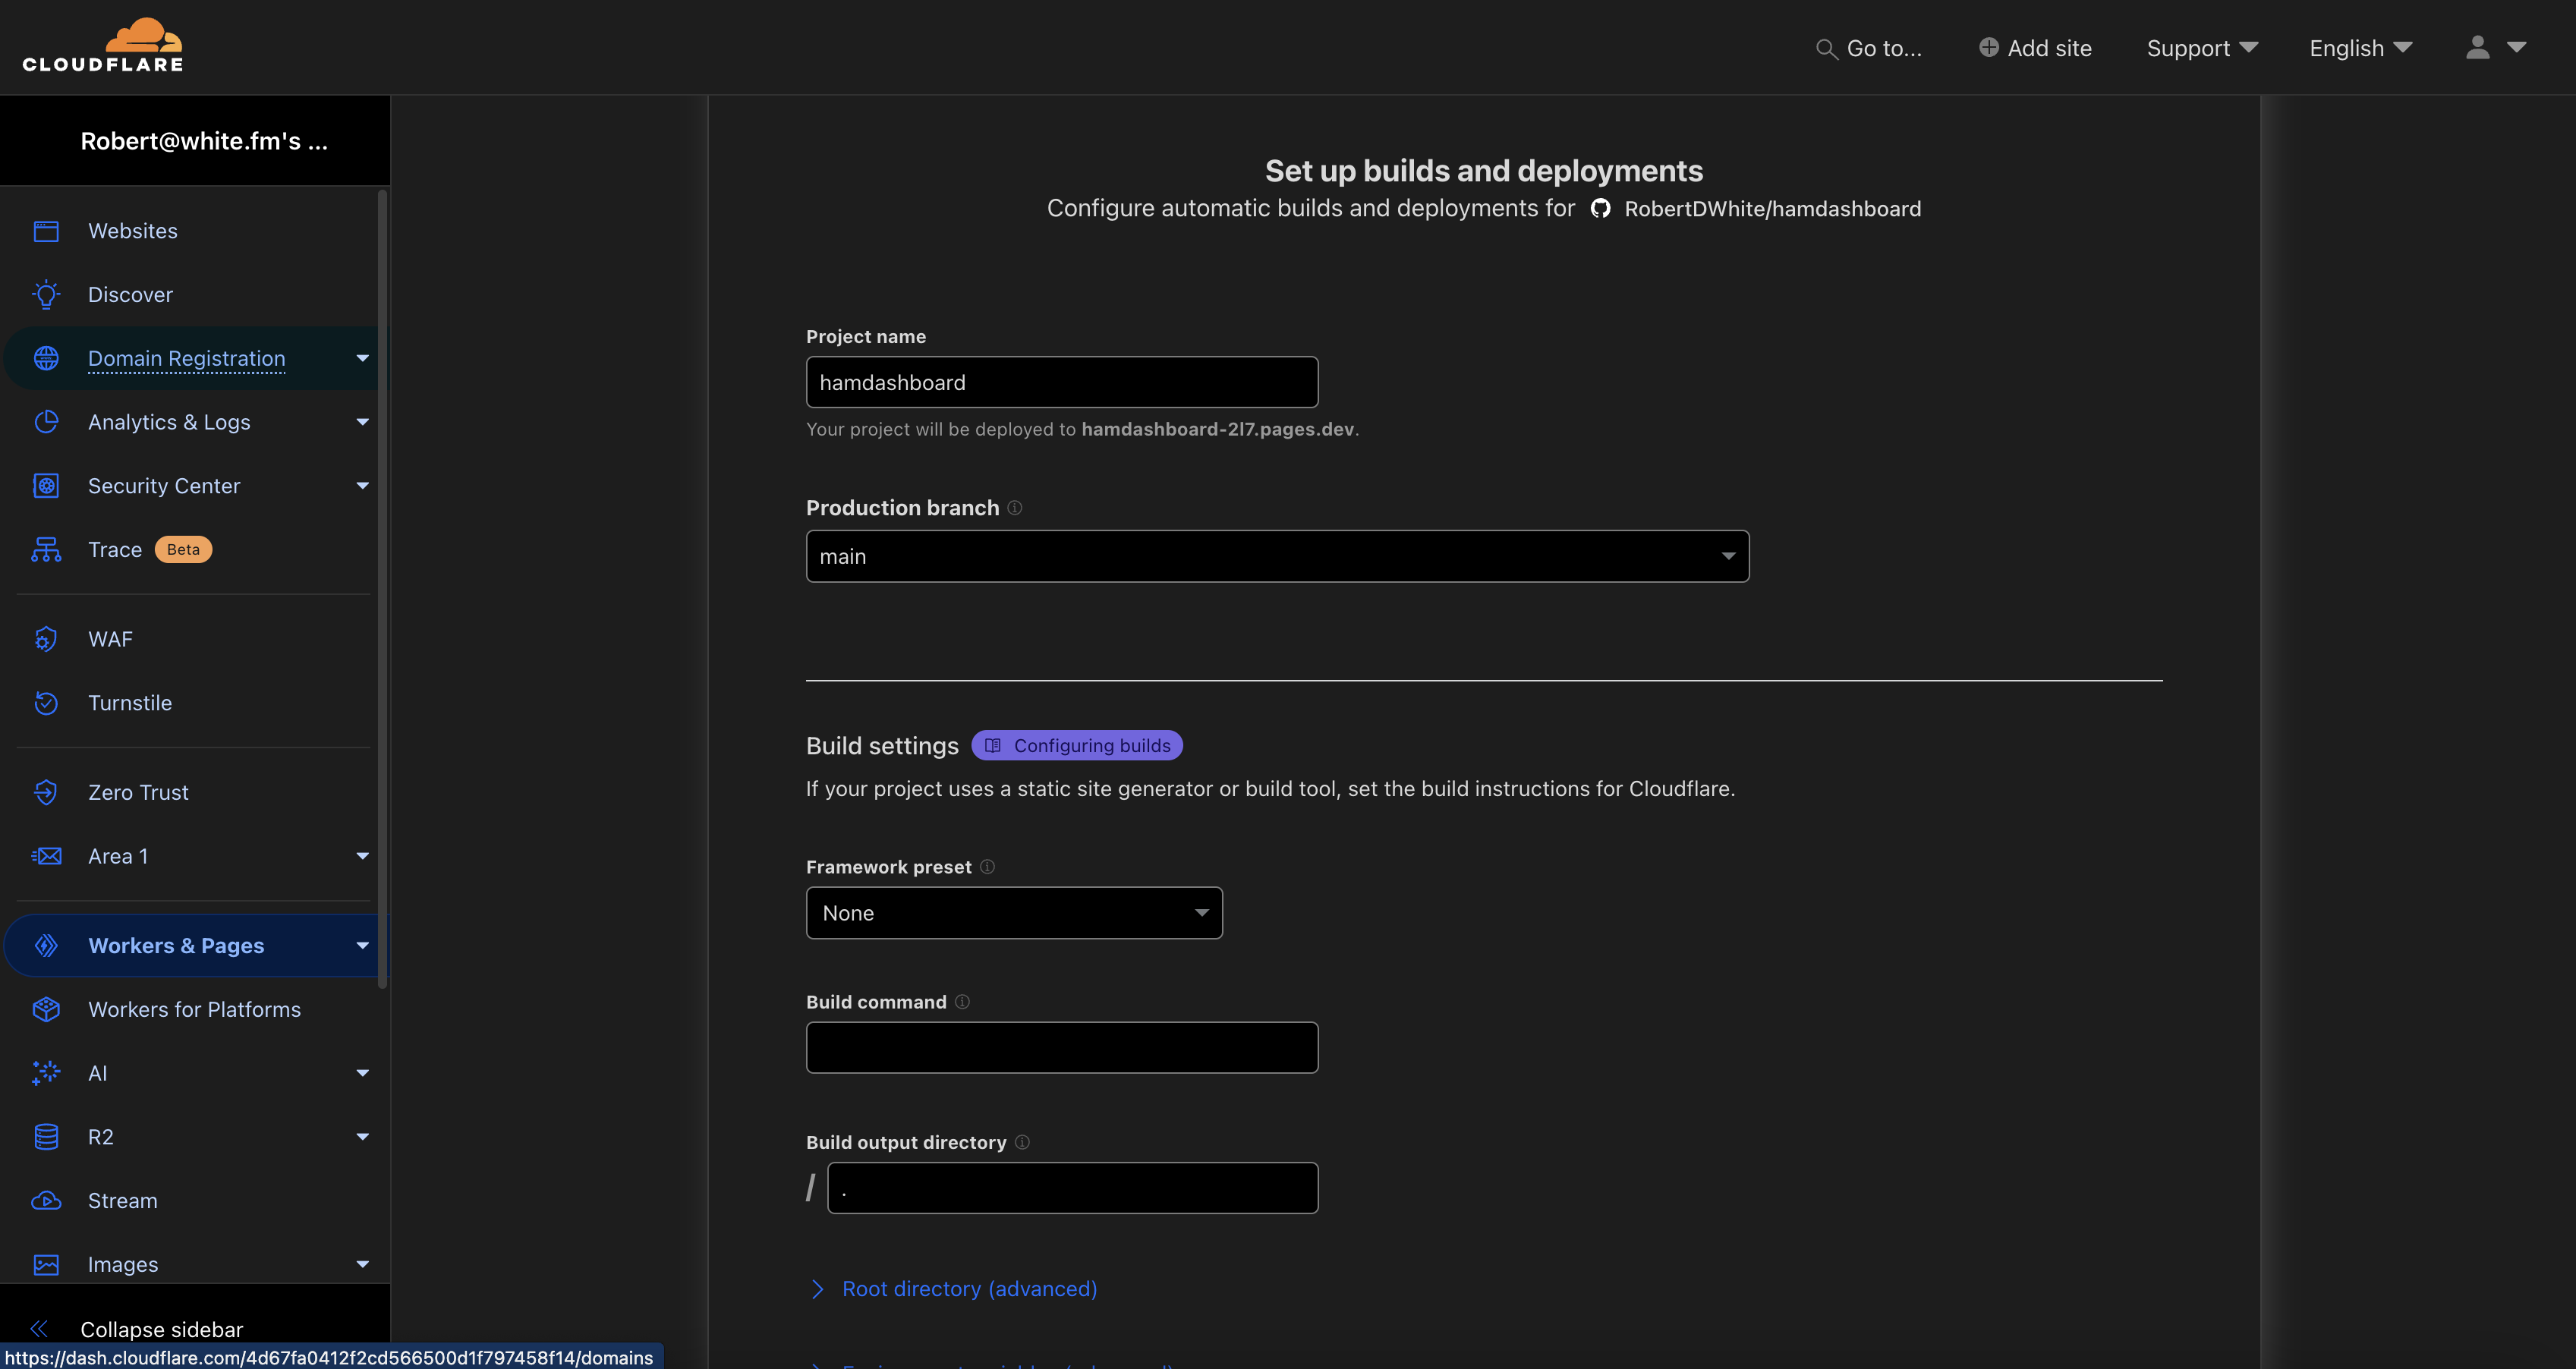 CLOUDFLARE
Go to...
Add site
Support
English
Robert@white.fm's ...
Websites
Discover
Domain Registration
Analytics & Logs
Security Center
Trace Beta
WAF
Turnstile
Zero Trust
Area 1
Workers & Pages
Workers for Platforms
AI
R2
Stream
Images
Collapse sidebar
https://dash.cloudflare.com/4d67fa0412f2cd566500d1f797458f14/domains
Set up builds and deployments
Configure automatic builds and deployments for RobertDWhite/hamdashboard
Project name
hamdashboard
Your project will be deployed to hamdashboard-2l7.pages.dev.
Production branch
main
Build settings Configuring builds
If your project uses a static site generator or build tool, set the build instructions for Cloudflare.
Framework preset
None
Build command
Build output directory
/ .
Root directory (advanced)